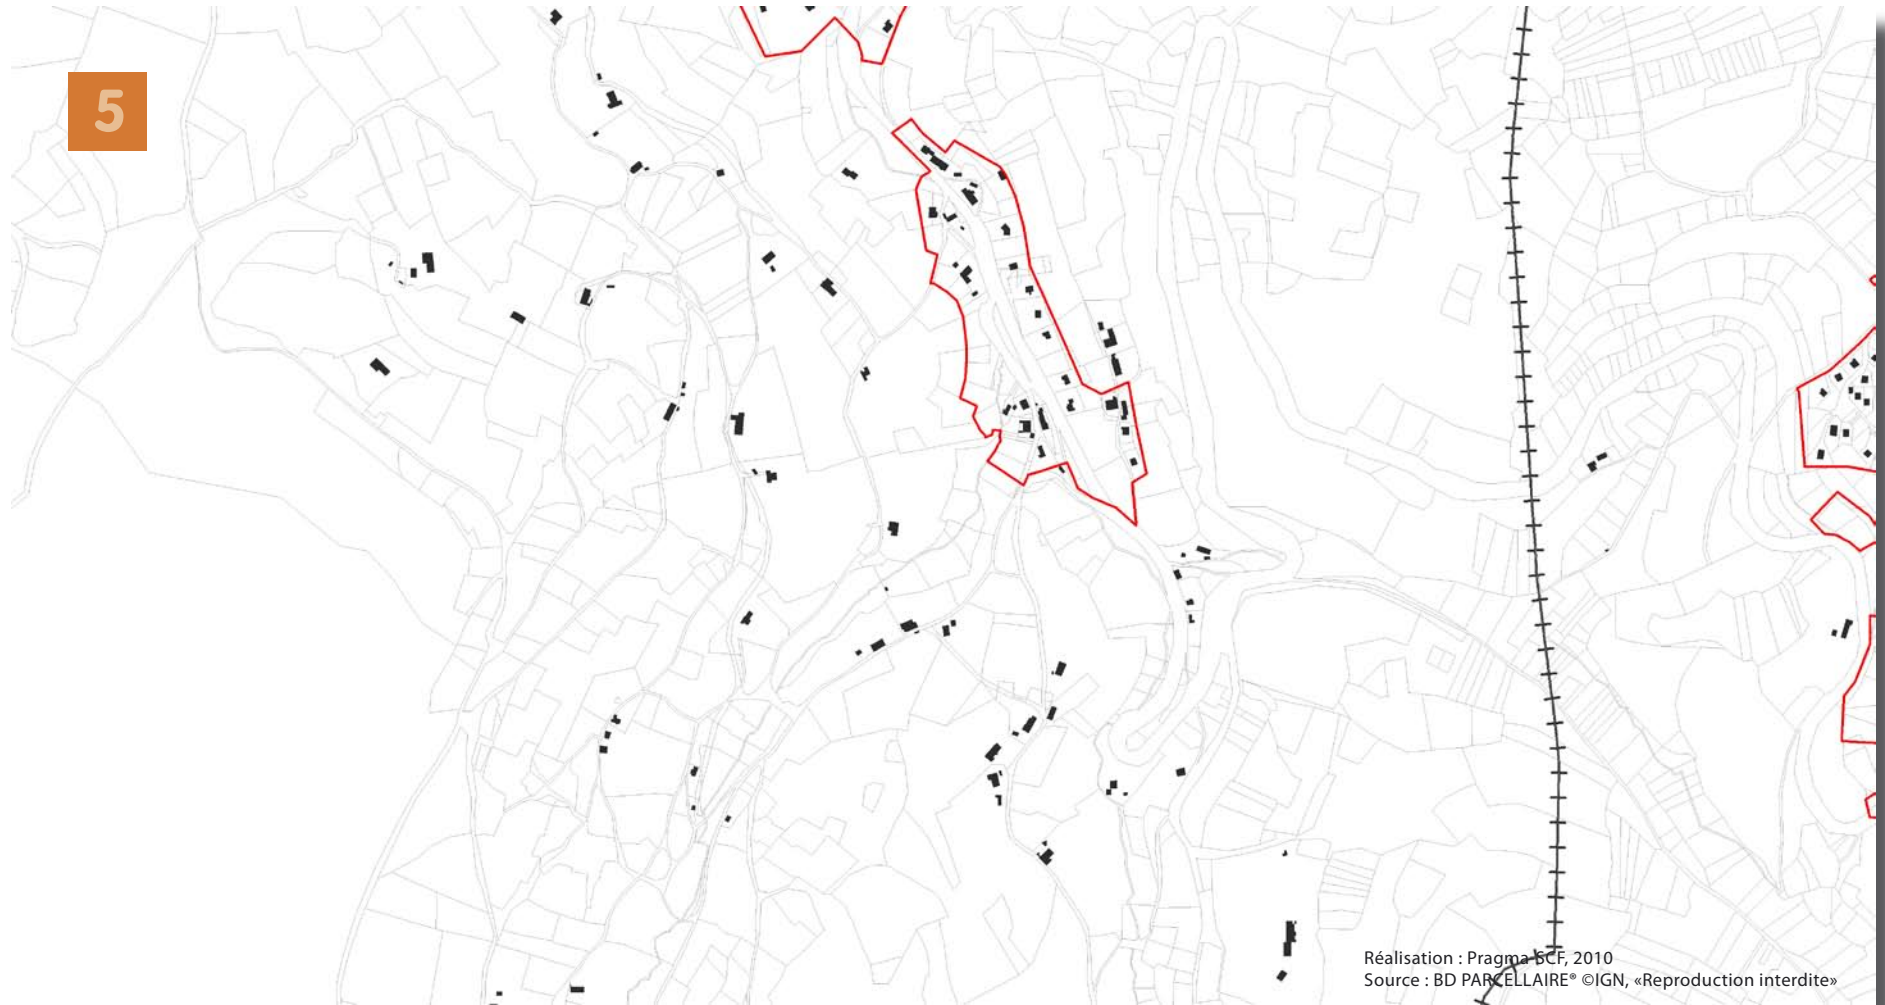 5
Réalisation : Pragma-SCF, 2010
Source : BD PARCELLAIRE® ©IGN, «Reproduction interdite»